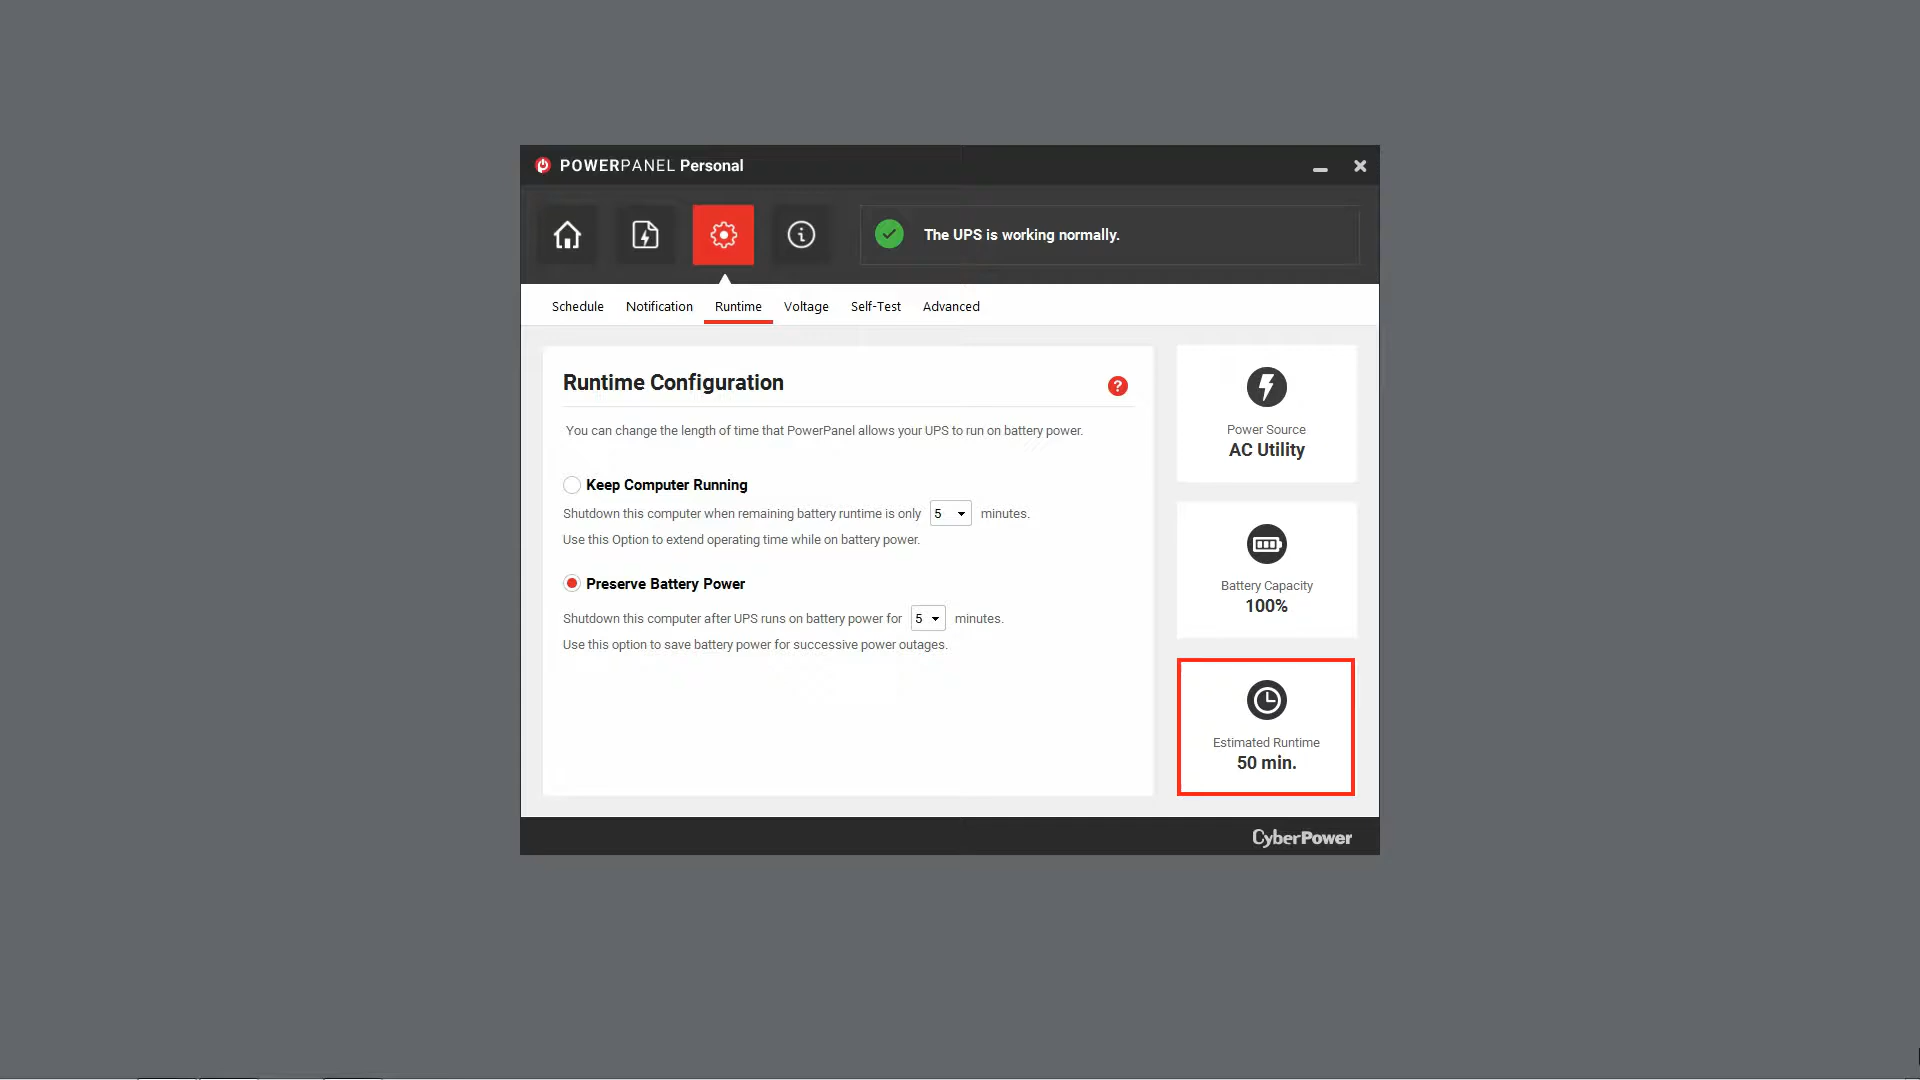 POWERPANEL Personal
The UPS is working normally.
Schedule Notification Runtime Voltage Self-Test Advanced
Runtime Configuration
?
You can change the length of time that PowerPanel allows your UPS to run on battery power.
Keep Computer Running
Shutdown this computer when remaining battery runtime is only 5 minutes.
Use this Option to extend operating time while on battery power.
Preserve Battery Power
Shutdown this computer after UPS runs on battery power for 5 minutes.
Use this option to save battery power for successive power outages.
Power Source
AC Utility
Battery Capacity
100%
Estimated Runtime
50 min.
CyberPower